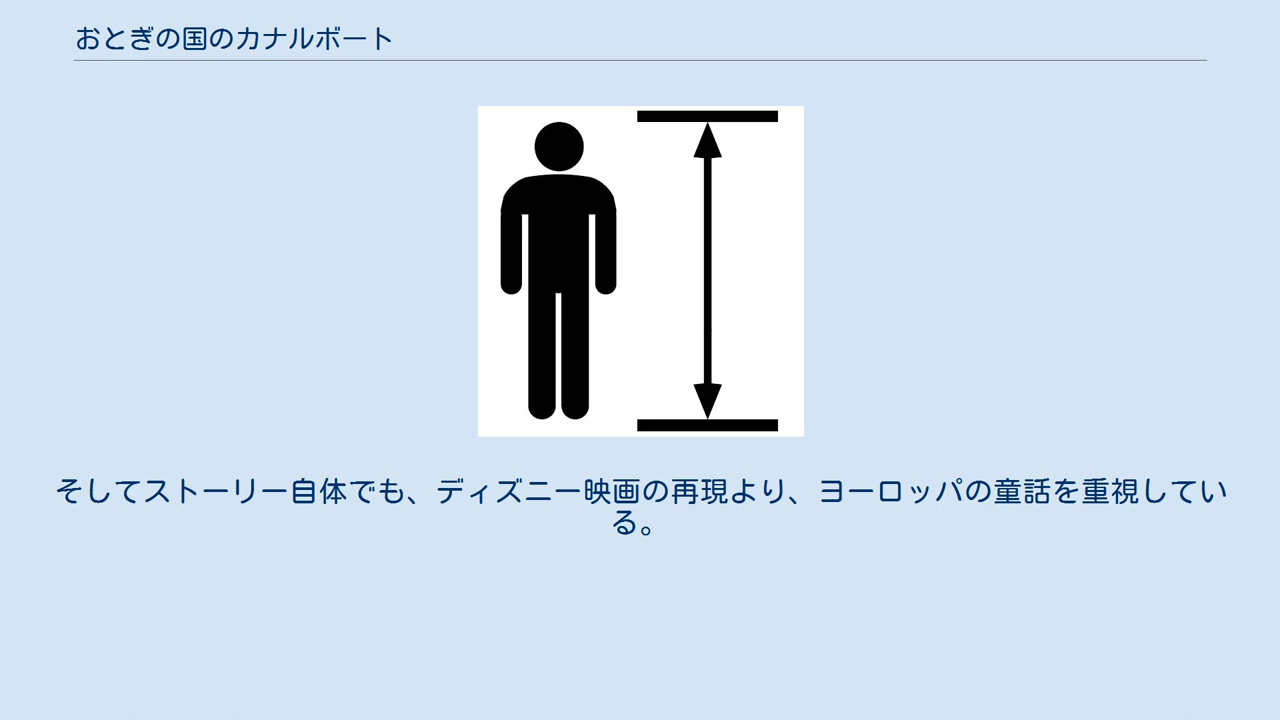 おとぎの国のカナルボート
そしてストーリー自体でも、ディズニー映画の再現より、ヨーロッパの童話を重視してい
る。